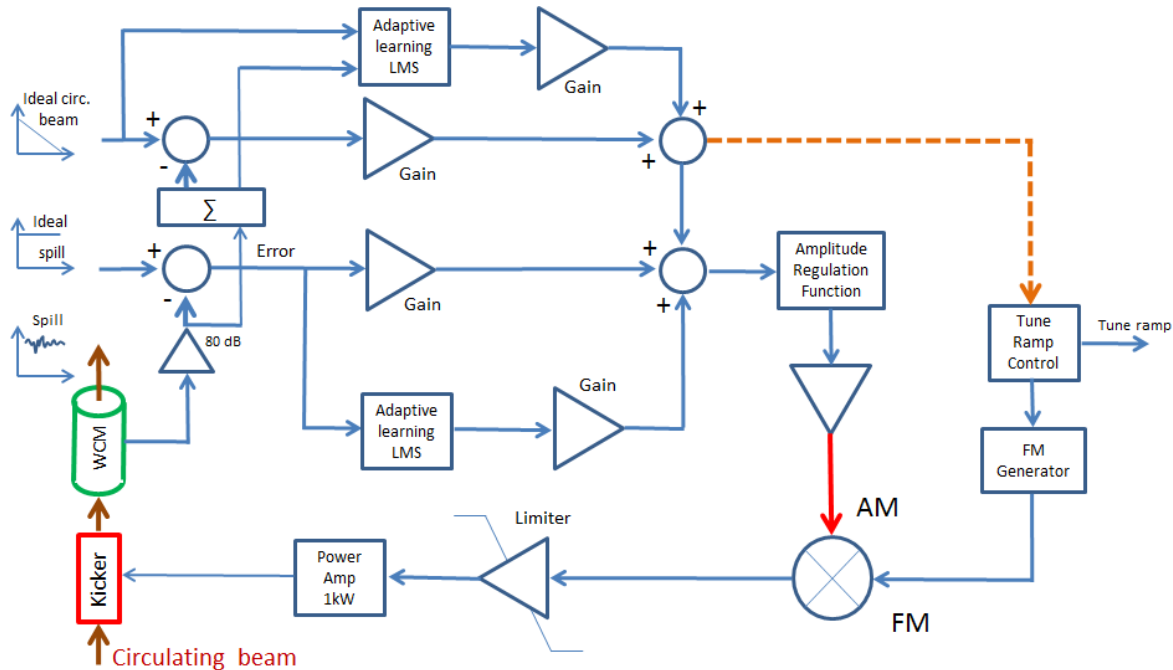 Adaptive
learning
LMS
Gain
Ideal circ.
beam
+
-
Gain
+
+
∑
Ideal
spill
+
-
Error
Gain
+
+
+
Amplitude
Regulation
Function
Spill
80 dB
Tune
Ramp
Control
Tune ramp
WCM
Adaptive
learning
LMS
Gain
FM
Generator
AM
Limiter
Kicker
Power
Amp
1kW
FM
Circulating beam